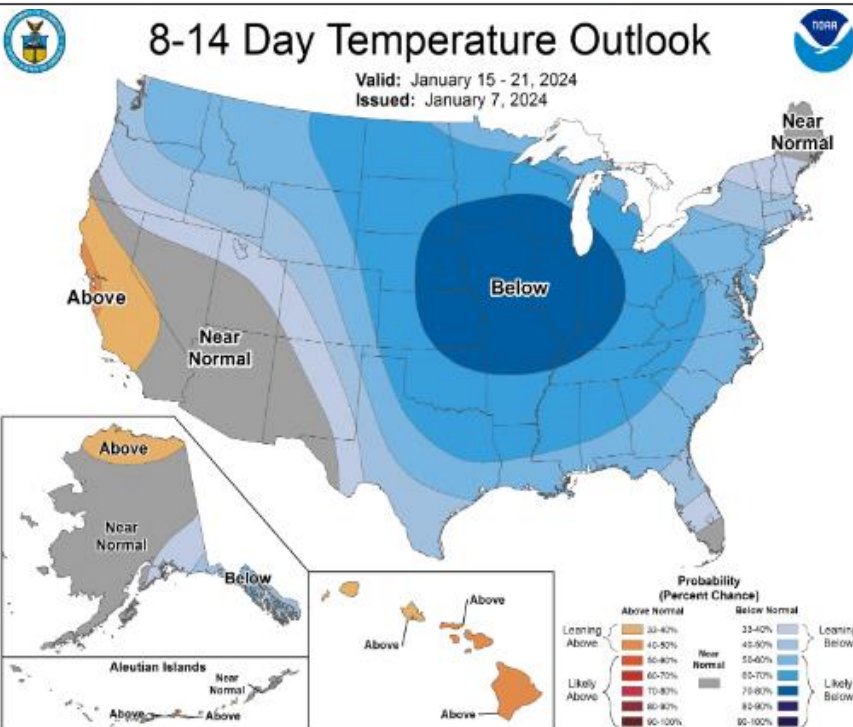 NOAA
8-14 Day Temperature Outlook
Valid: January 15 - 21, 2024
Issued: January 7, 2024
Near
Normal
Above
Below
Near
Normal
Above
Near
Normal
Below
Above
Above
Above
Aleutian Islands
Near
Normal
Above
Above
Probability
(Percent Chance)
Above Normal
Below Normal
Leaning
Above
33-40%
40-50%
Likely
Above
50-60%
60-70%
70-80%
80-90%
90-100%
Near
Normal
33-40%
40-50%
Leaning
Below
50-60%
60-70%
70-80%
80-90%
90-100%
Likely
Below